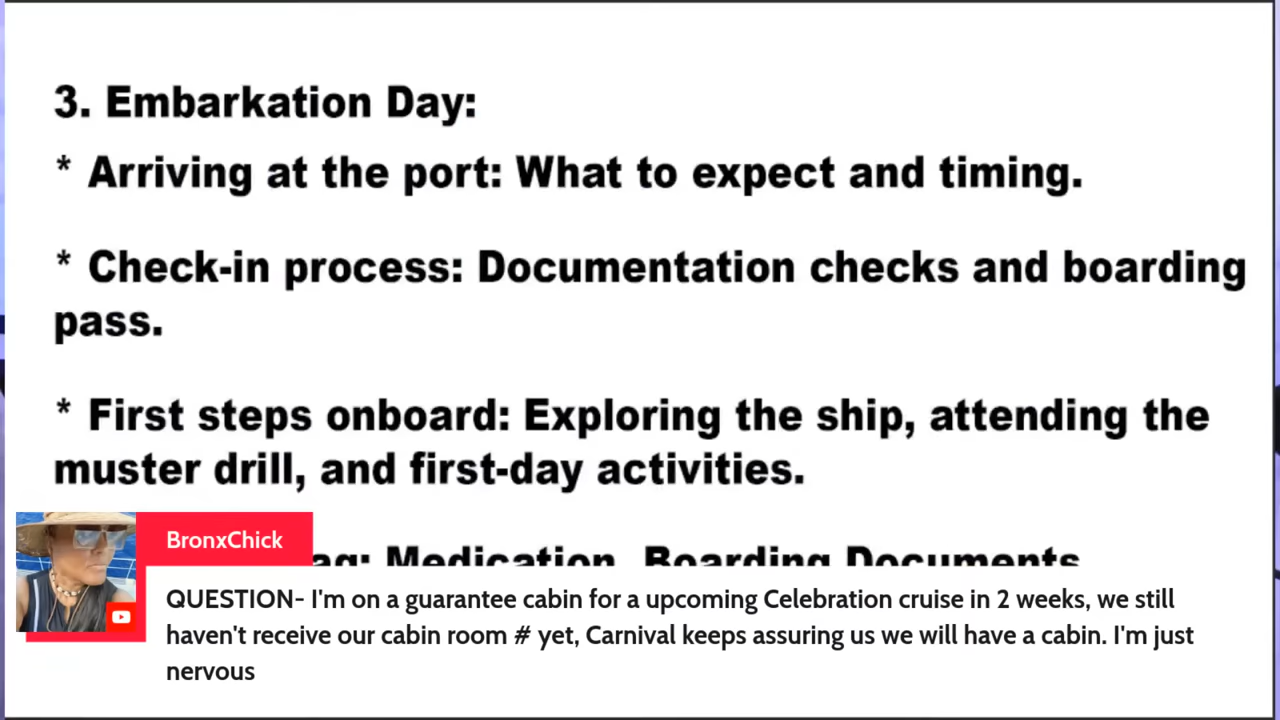 3. Embarkation Day:
* Arriving at the port: What to expect and timing.
* Check-in process: Documentation checks and boarding
pass.
* First steps onboard: Exploring the ship, attending the
muster drill, and first-day activities.
Medication, Boarding Documents
BronxChick
QUESTION- I'm on a guarantee cabin for a upcoming Celebration cruise in 2 weeks, we still
haven't receive our cabin room # yet, Carnival keeps assuring us we will have a cabin. I'm just
nervous